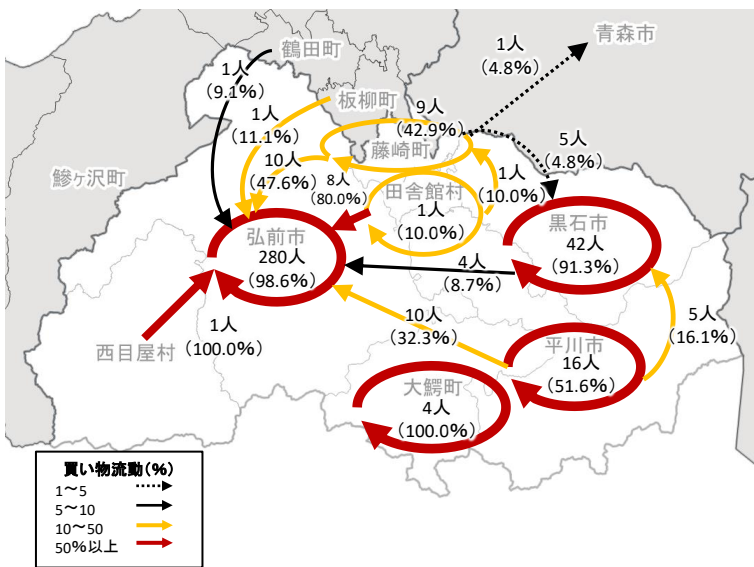 鶴田町
青森市
1人
(4.8%)
1人
(9.1%)
板柳町
9人
(42.9%)
1人
(11.1%)
藤崎町
5人
(4.8%)
10人
(47.6%)
鰺ヶ沢町
8人
(80.0%)
田舎館村
1人
(10.0%)
1人
(10.0%)
黒石市
42人
(91.3%)
弘前市
280人
(98.6%)
4人
(8.7%)
10人
(32.3%)
5人
(16.1%)
1人
(100.0%)
西目屋村
平川市
16人
(51.6%)
大鰐町
4人
(100.0%)
買い物流動(%)
1～5
5～10
10～50
50%以上